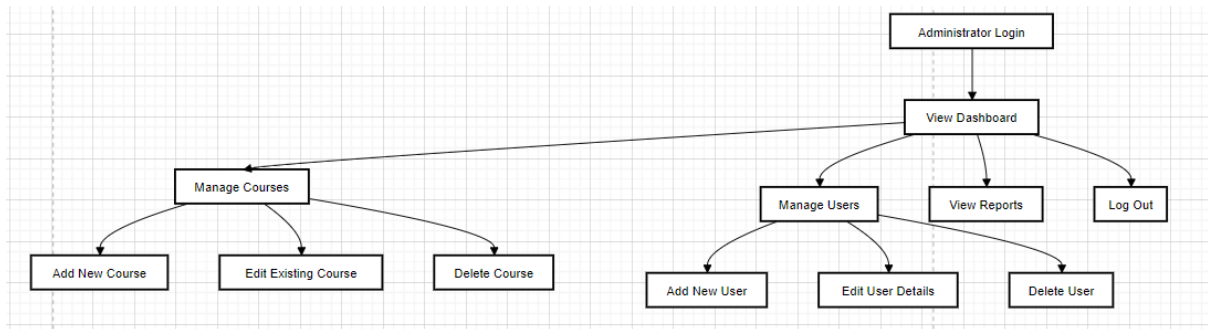 Administrator Login
View Dashboard
Manage Courses
Manage Users
View Reports
Log Out
Add New Course
Edit Existing Course
Delete Course
Add New User
Edit User Details
Delete User